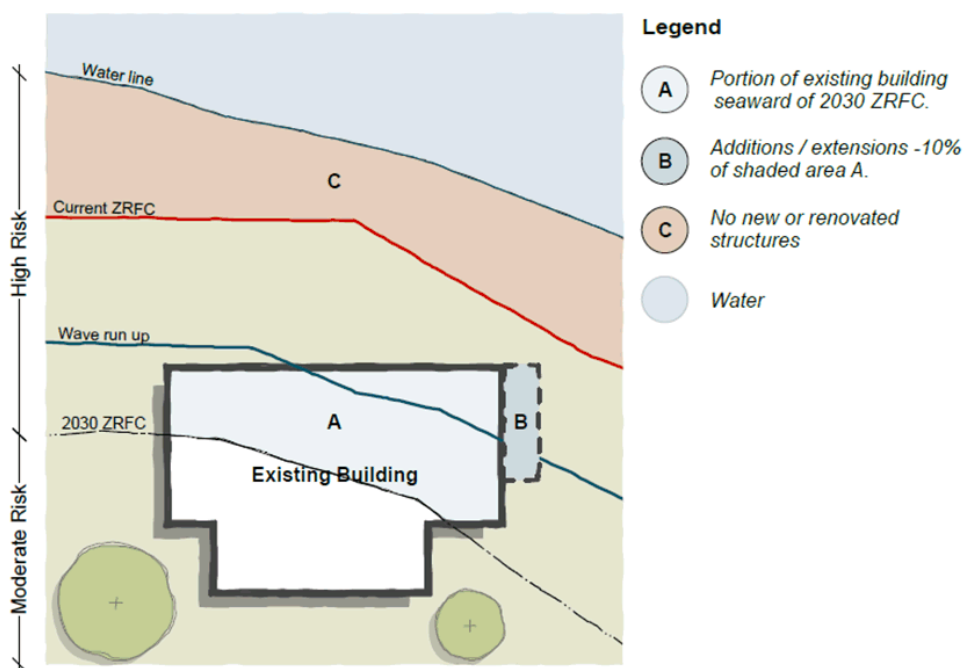 Water line
C
Current ZRFC
High Risk
Wave run up
A
B
2030 ZRFC
Existing Building
Moderate Risk
Legend
A
Portion of existing building
seaward of 2030 ZRFC.
B
Additions / extensions -10%
of shaded area A.
C
No new or renovated
structures
Water